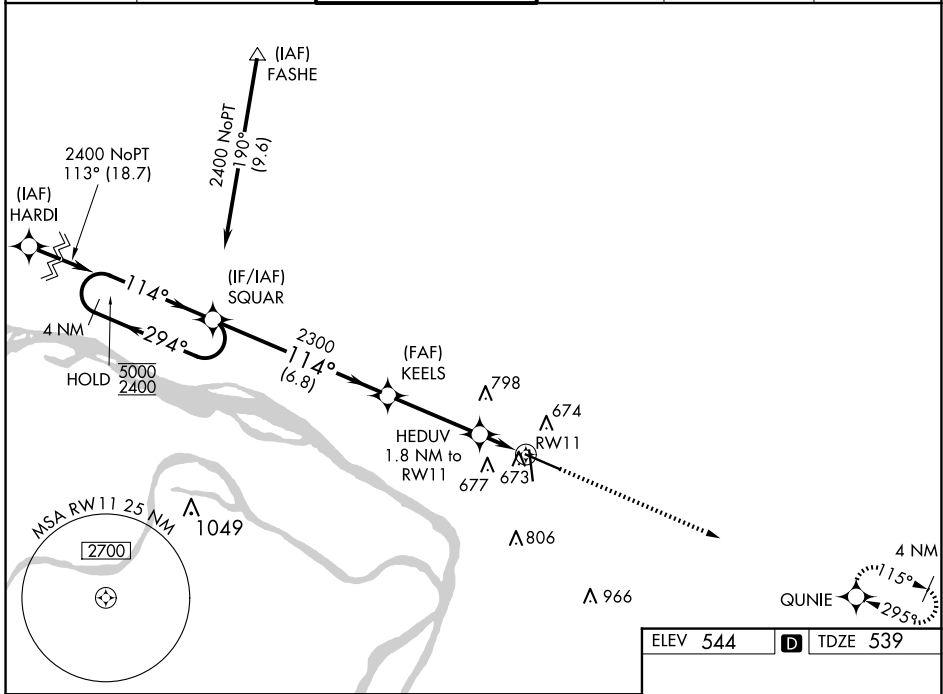 (IAF)
FASHE
2400 NoPT
190°
(9.6)
2400 NoPT
113° (18.7)
(IAF)
HARDI
(IF/IAF)
SQUAR
114°
4 NM
294°
HOLD
5000
2400
2300
114°
(6.8)
(FAF)
KEELS
798
674
HEDUV
1.8 NM to
RW11
RW11
677
673
MSA RW11 25 NM
2700
1049
806
966
4 NM
QUNIE
115°
295°
ELEV 544 D TDZE 539